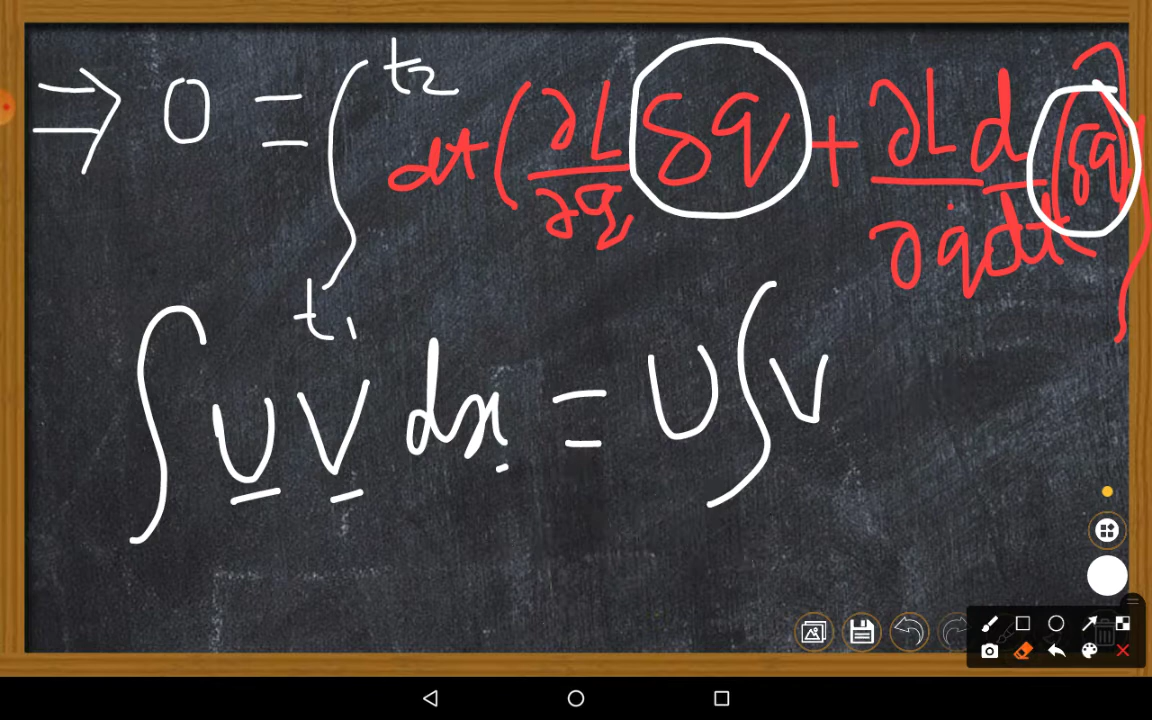 ⇒ 0 = ∫_{t₁}^{t₂} dt (∂L/∂q δq + ∂L/∂q̇ d/dt (δq))
∫ U V dx = U ∫ V